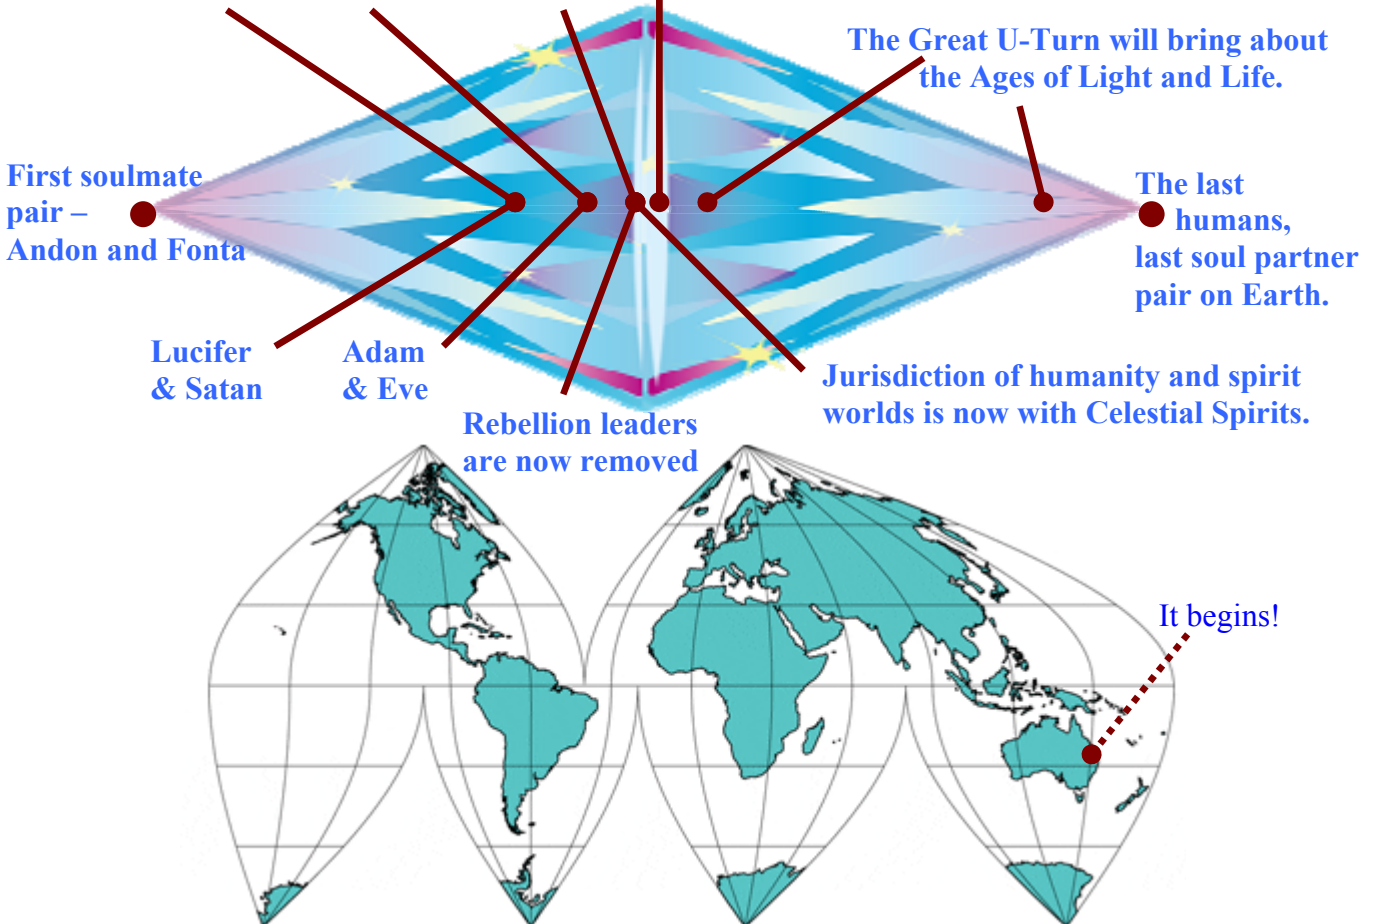 The Great U-Turn will bring about
the Ages of Light and Life.
First soulmate
pair –
Andon and Fonta
The last
humans,
last soul partner
pair on Earth.
Lucifer
& Satan
Adam
& Eve
Rebellion leaders
are now removed
Jurisdiction of humanity and spirit
worlds is now with Celestial Spirits.
It begins!